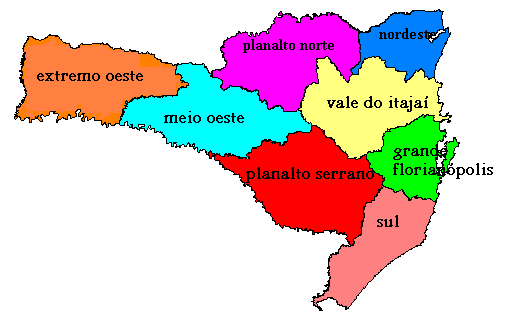 nordeste
planalto norte
extremo oeste
vale do itajaí
meio oeste
grande
florianópolis
planalto serrano
sul